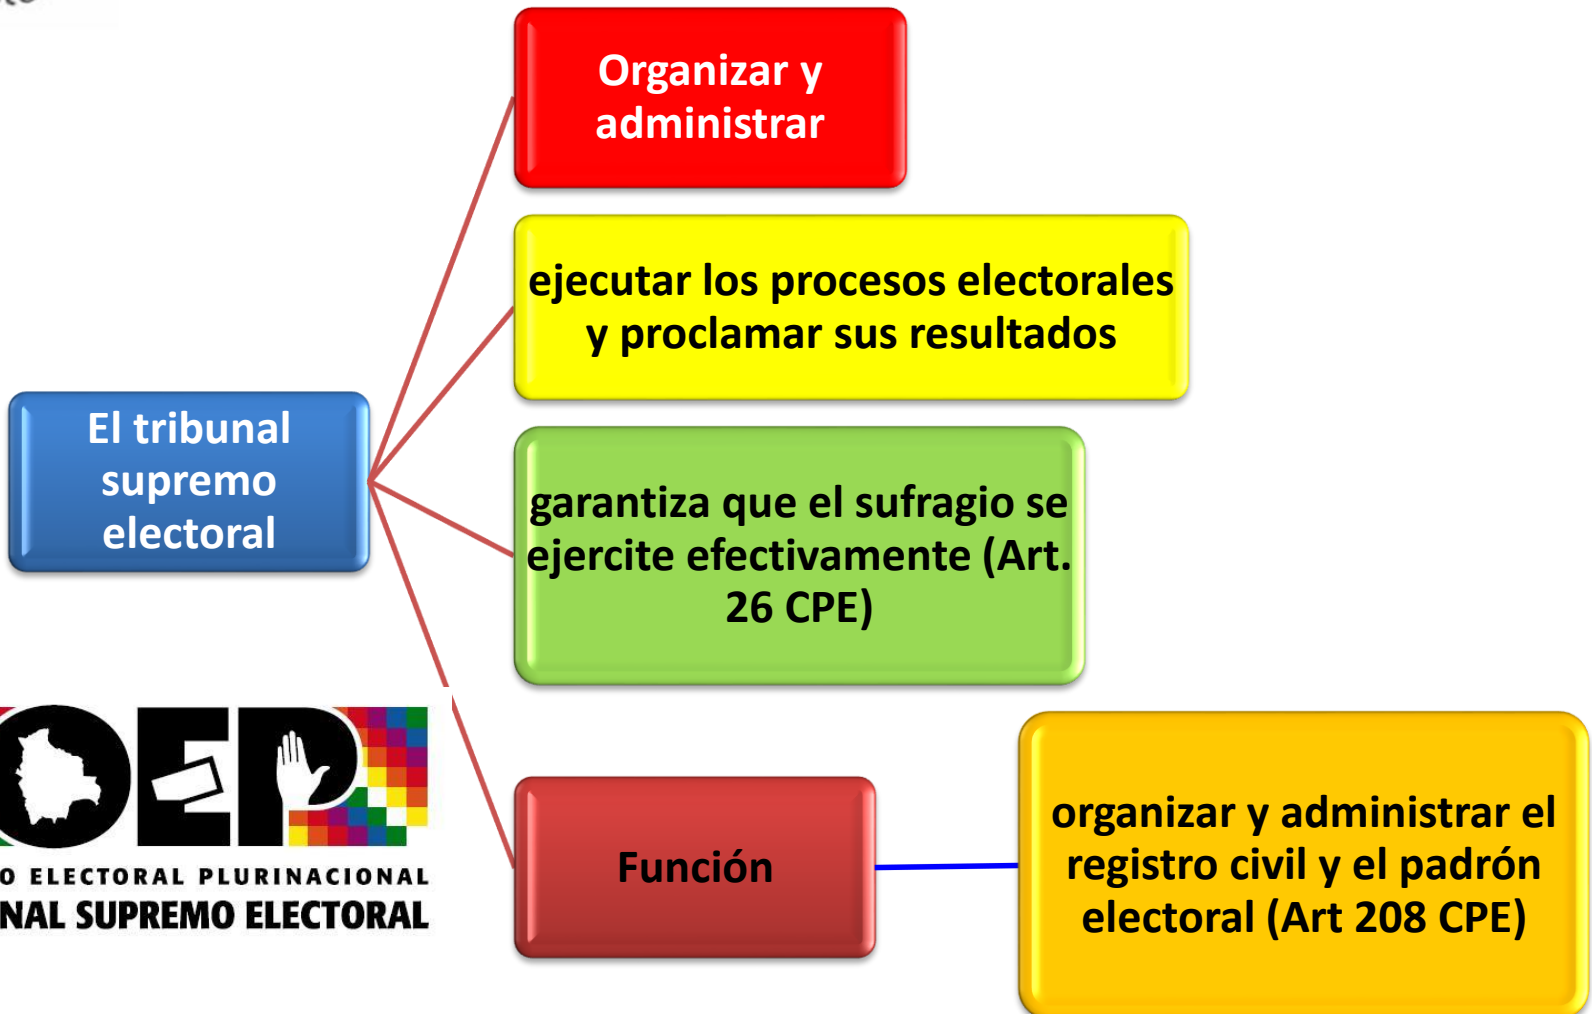 Organizar y
administrar
ejecutar los procesos electorales
y proclamar sus resultados
El tribunal
supremo
electoral
garantiza que el sufragio se
ejercite efectivamente (Art.
26 CPE)
OEP
O ELECTORAL PLURINACIONAL
NAL SUPREMO ELECTORAL
Función
organizar y administrar el
registro civil y el padrón
electoral (Art 208 CPE)